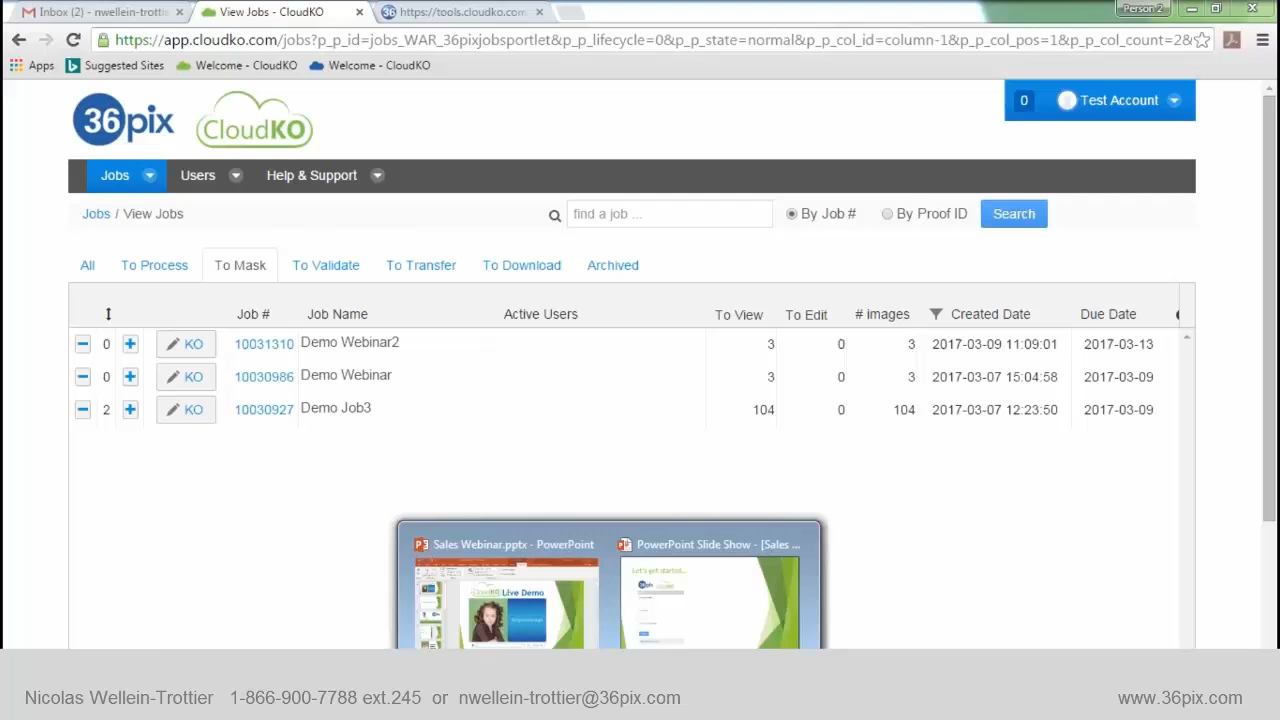 Inbox (2) - nwellein-trottie
View Jobs - CloudKO
https://tools.cloudko.com
Person 2
https://app.cloudko.com/jobs?p_p_id=jobs_WAR_36pixjobsportlet&p_p_lifecycle=0&p_p_state=normal&p_p_col_id=column-1&p_p_col_pos=1&p_p_col_count=2&
Apps Suggested Sites Welcome - CloudKO Welcome - CloudKO
36pix CloudKO
0 Test Account
Jobs Users Help & Support
Jobs / View Jobs find a job ... By Job # By Proof ID Search
All To Process To Mask To Validate To Transfer To Download Archived
Job # Job Name Active Users To View To Edit # images Created Date Due Date
0 KO 10031310 Demo Webinar2 3 0 3 2017-03-09 11:09:01 2017-03-13
0 KO 10030986 Demo Webinar 3 0 3 2017-03-07 15:04:58 2017-03-09
2 KO 10030927 Demo Job3 104 0 104 2017-03-07 12:23:50 2017-03-09
Sales Webinar.pptx - PowerPoint PowerPoint Slide Show - [Sales ...
Let's get started...
CloudKO Live Demo
36pix
Nicolas Wellein-Trottier 1-866-900-7788 ext.245 or nwellein-trottier@36pix.com www.36pix.com